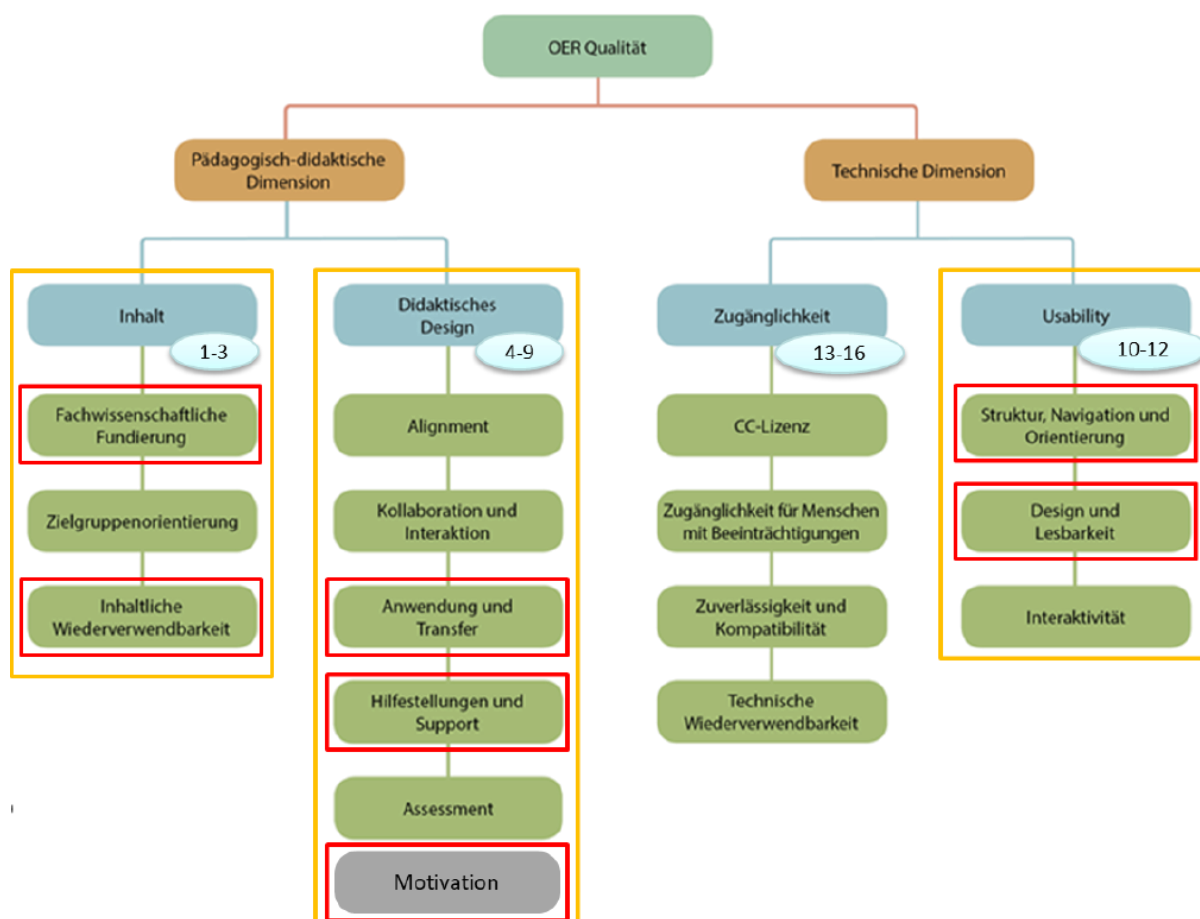 OER Qualität
Pädagogisch-didaktische
Dimension
Technische Dimension
Inhalt
1-3
Didaktisches
Design
4-9
Zugänglichkeit
13-16
Usability
10-12
Fachwissenschaftliche
Fundierung
Zielgruppenorientierung
Inhaltliche
Wiederverwendbarkeit
Alignment
Kollaboration und
Interaktion
Anwendung und
Transfer
Hilfestellungen und
Support
Assessment
Motivation
CC-Lizenz
Zugänglichkeit für Menschen
mit Beeinträchtigungen
Zuverlässigkeit und
Kompatibilität
Technische
Wiederverwendbarkeit
Struktur, Navigation und
Orientierung
Design und
Lesbarkeit
Interaktivität